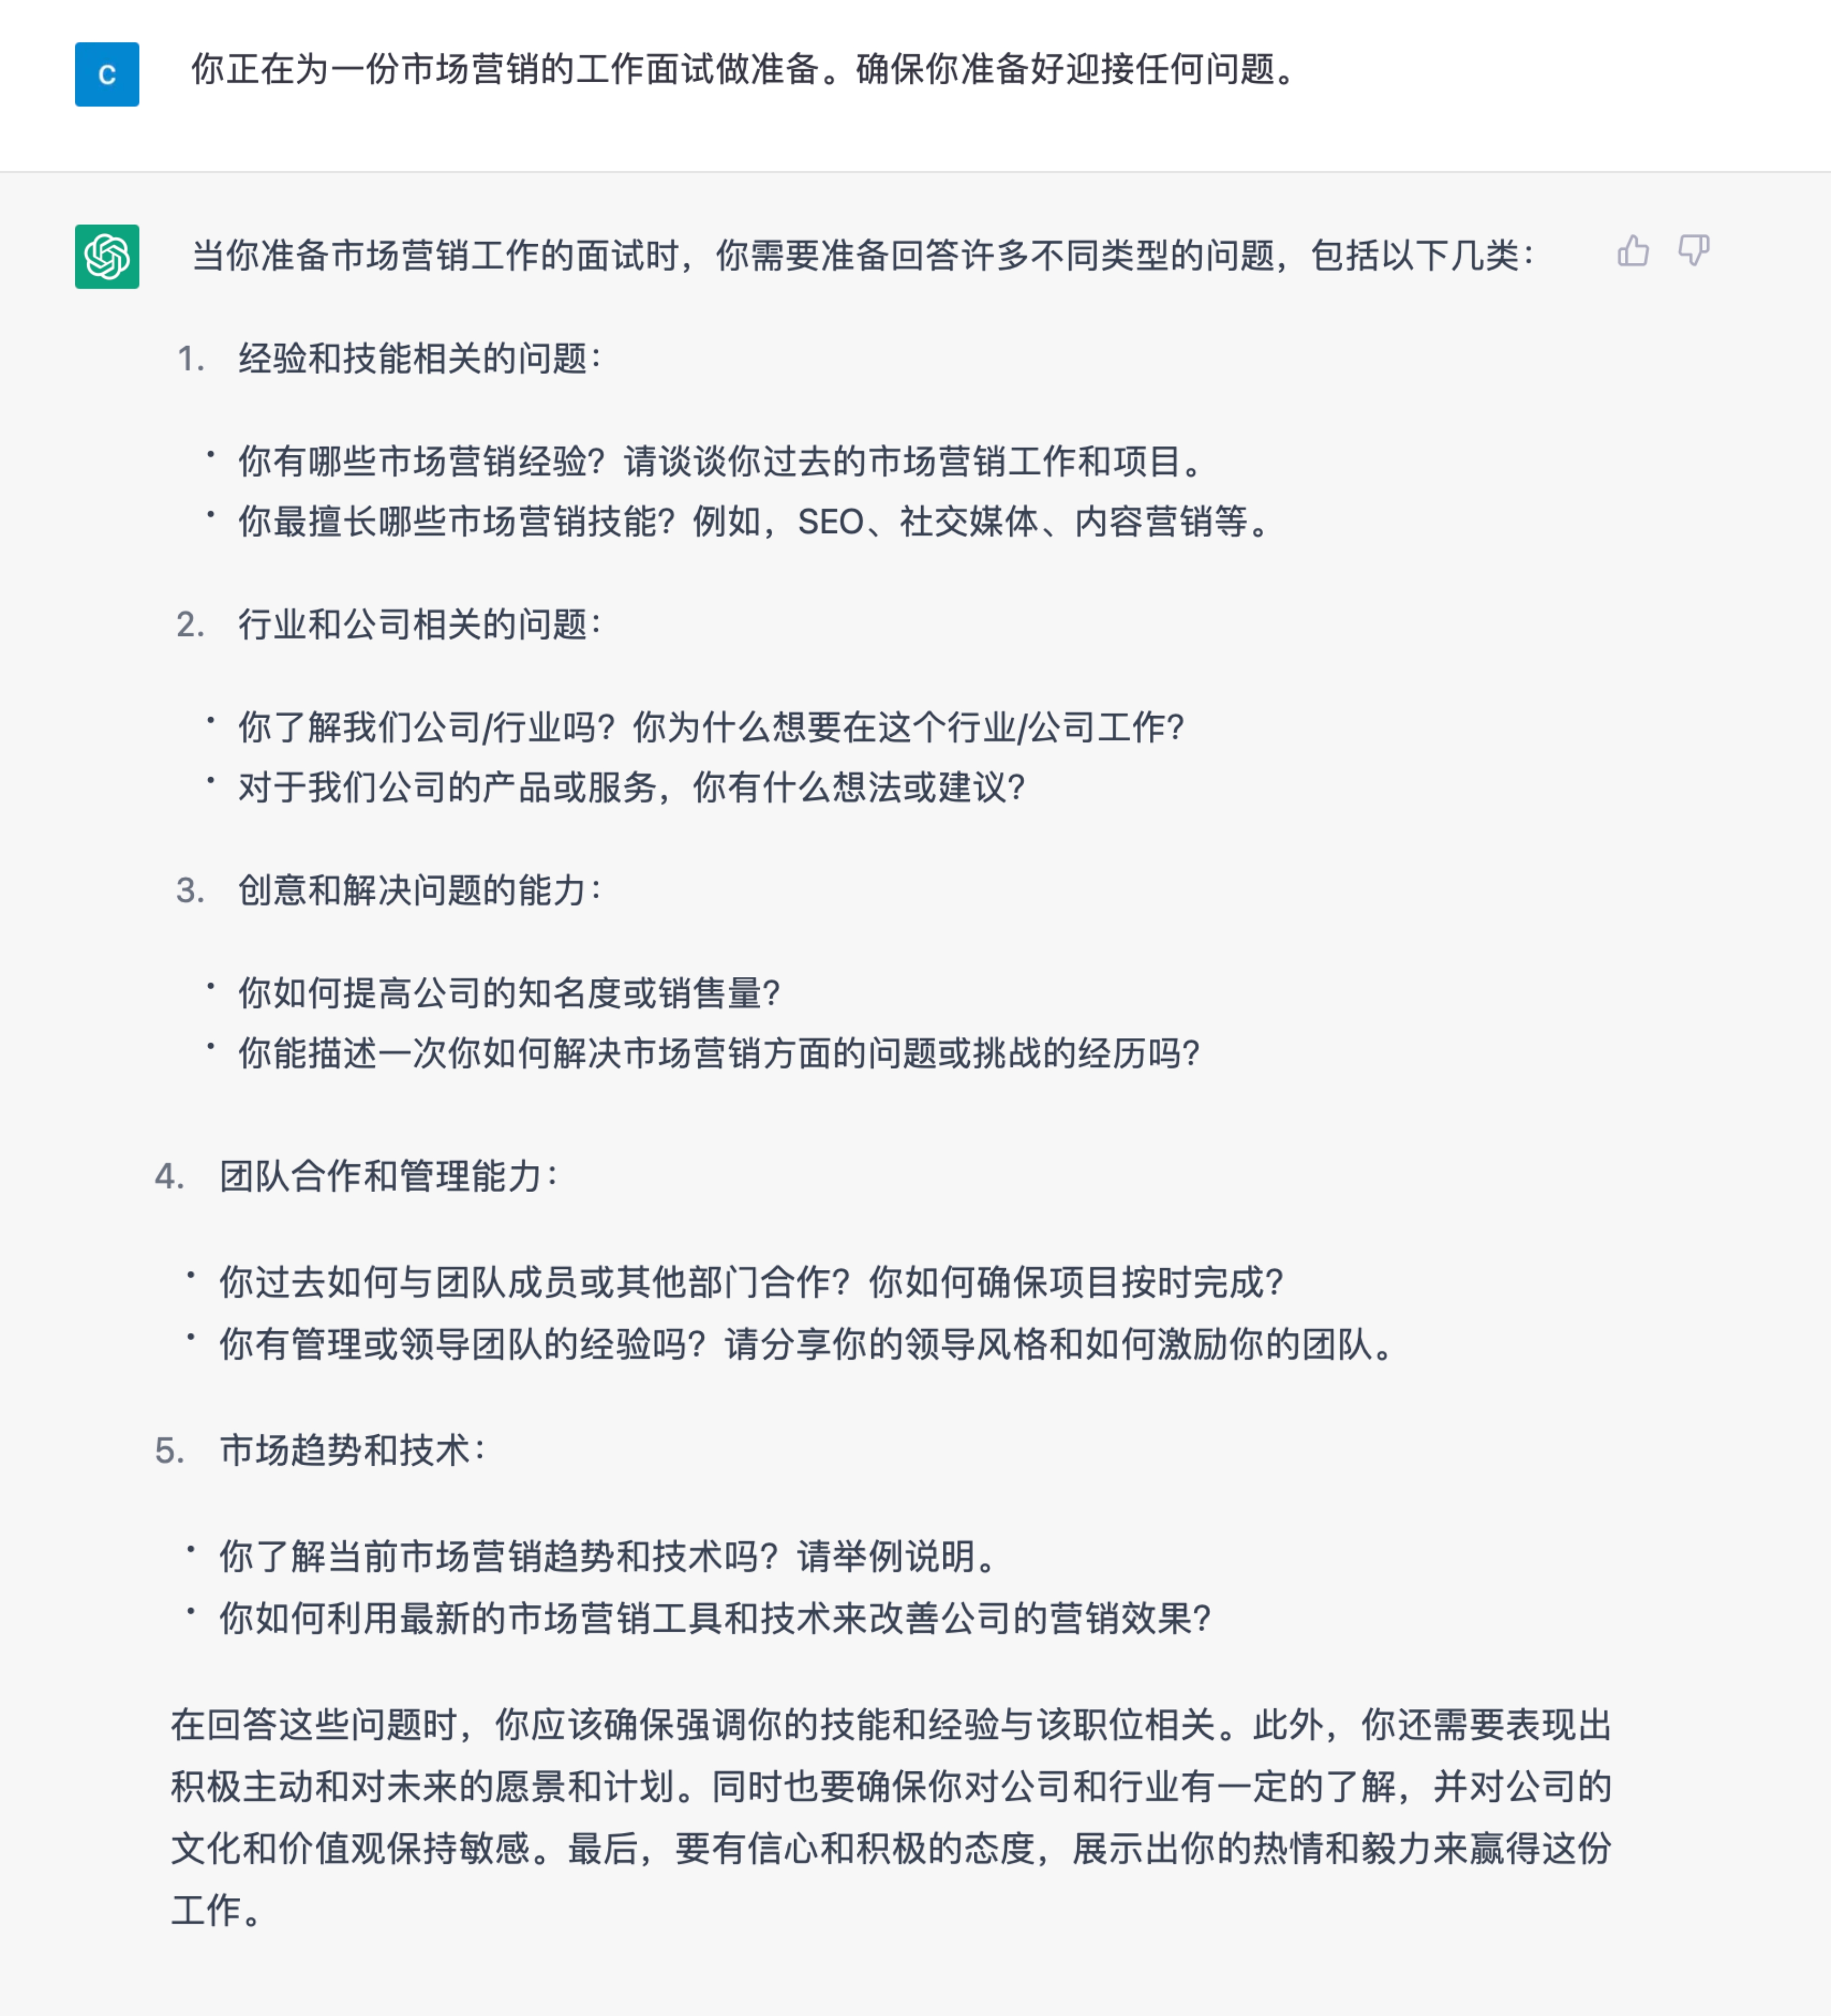 C
你正在为一份市场营销的工作面试做准备。确保你准备好迎接任何问题。
当你准备市场营销工作的面试时，你需要准备回答许多不同类型的问题，包括以下几类：
1. 经验和技能相关的问题：
• 你有哪些市场营销经验？请谈谈你过去的市场营销工作和项目。
• 你最擅长哪些市场营销技能？例如，SEO、社交媒体、内容营销等。
2. 行业和公司相关的问题：
• 你了解我们公司/行业吗？你为什么想要在这个行业/公司工作？
• 对于我们公司的产品或服务，你有什么想法或建议？
3. 创意和解决问题的能力：
• 你如何提高公司的知名度或销售量？
• 你能描述一次你如何解决市场营销方面的问题或挑战的经历吗？
4. 团队合作和管理能力：
• 你过去如何与团队成员或其他部门合作？你如何确保项目按时完成？
• 你有管理或领导团队的经验吗？请分享你的领导风格和如何激励你的团队。
5. 市场趋势和技术：
• 你了解当前市场营销趋势和技术吗？请举例说明。
• 你如何利用最新的市场营销工具和技术来改善公司的营销效果？
在回答这些问题时，你应该确保强调你的技能和经验与该职位相关。此外，你还需要表现出
积极主动和对未来的愿景和计划。同时也要确保你对公司和行业有一定的了解，并对公司的
文化和价值观保持敏感。最后，要有信心和积极的态度，展示出你的热情和毅力来赢得这份
工作。